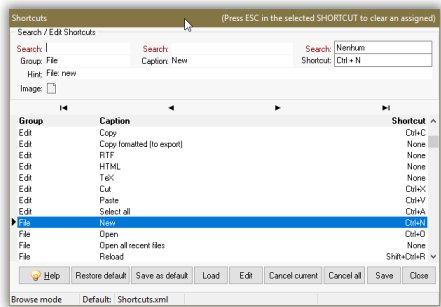 Shortcuts (Press ESC in the selected SHORTCUT to clear an assigned)
Search / Edit Shortcuts
Search: Search: Search: Nenhum
Group: File Caption: New Shortcut: Ctrl + N
Hint: File: new
Image:
Group Caption Shortcut
Edit Copy Ctrl+C
Edit Copy fomatted (to export) None
Edit RTF None
Edit HTML None
Edit TeX None
Edit Cut Ctrl+X
Edit Paste Ctrl+V
Edit Select all Ctrl+A
File New Ctrl+N
File Open Ctrl+O
File Open all recent files None
File Reload Shift+Ctrl+R
Help Restore default Save as default Load Edit Cancel current Cancel all Save Close
Browse mode Default: Shortcuts.xml